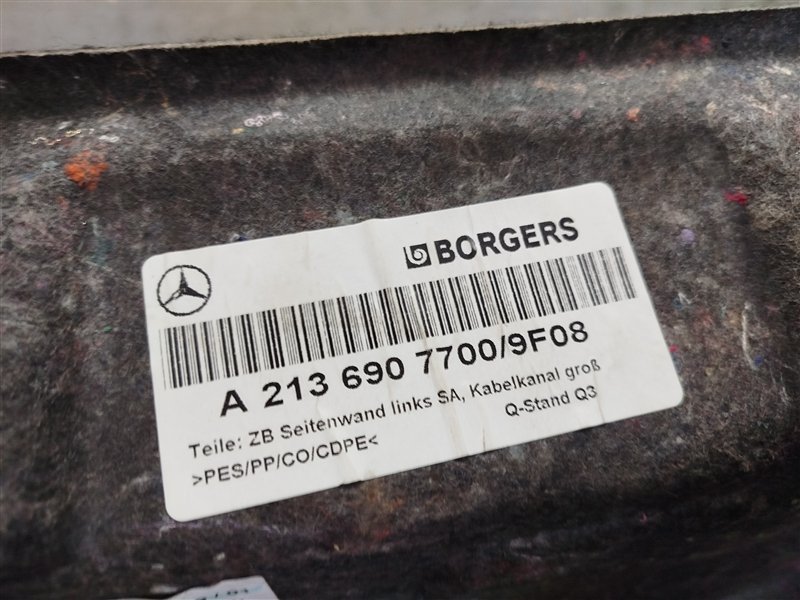 BORGERS
A 213 690 7700/9F08
Teile: ZB Seitenwand links SA, Kabelkanal groß
Q-Stand Q3
>PES/PP/CO/CDPE<